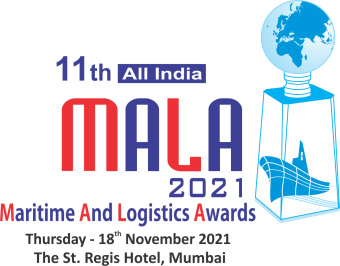 11th All India
MALA
2021
Maritime And Logistics Awards
Thursday - 18th November 2021
The St. Regis Hotel, Mumbai